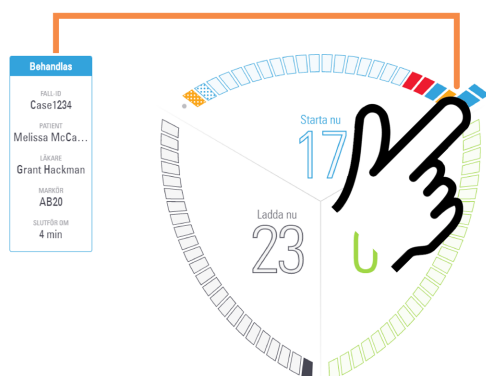 Behandlas
FALL-ID
Case1234
PATIENT
Melissa McCa...
LÄKARE
Grant Hackman
MARKÖR
AB20
SLUTFÖR OM
4 min
Starta nu
17
Ladda nu
23